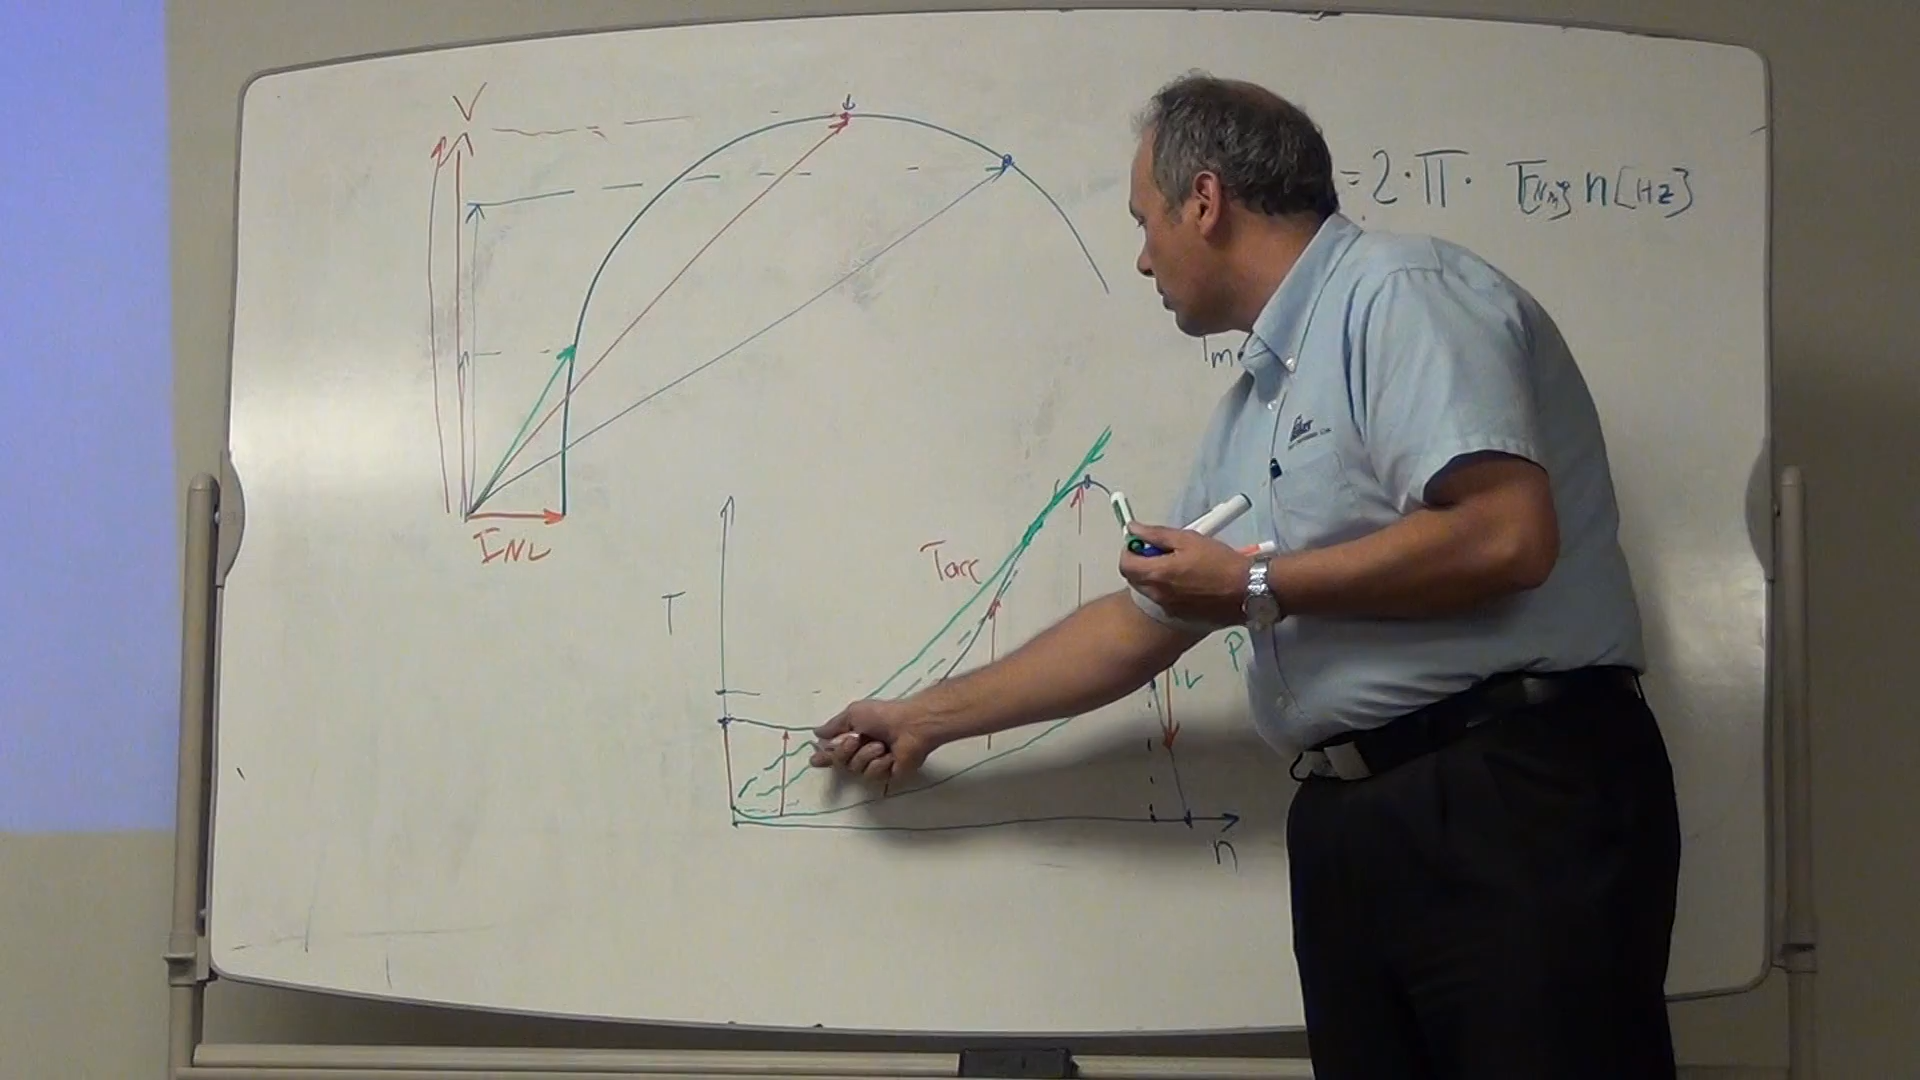 V
= 2 · π · T[Nm] n[Hz]
INL
Tm
Tacc
T
P
n